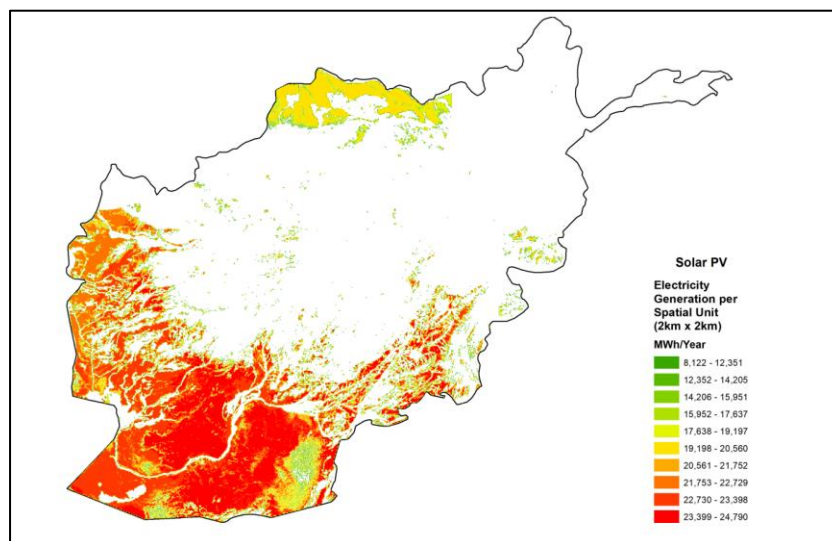 Solar PV
Electricity
Generation per
Spatial Unit
(2km x 2km)
MWh/Year
8,122 - 12,351
12,352 - 14,205
14,206 - 15,951
15,952 - 17,637
17,638 - 19,197
19,198 - 20,560
20,561 - 21,752
21,753 - 22,729
22,730 - 23,398
23,399 - 24,790